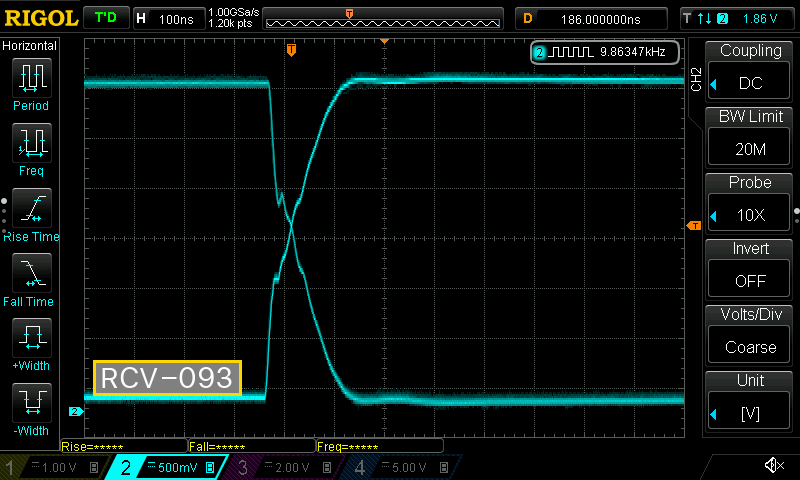 RIGOL T'D H 100ns 1.00GSa/s 1.20k pts T D 186.000000ns T 2 1.86 V
Horizontal
Period
Freq
Rise Time
Fall Time
+Width
-Width
T
2 9.86347kHz
T
RCV-093
2
Rise=***** Fall=***** Freq=*****
1 1.00 V 2 500mV 3 2.00 V 4 5.00 V
CH2
Coupling
DC
BW Limit
20M
Probe
10X
Invert
OFF
Volts/Div
Coarse
Unit
[V]